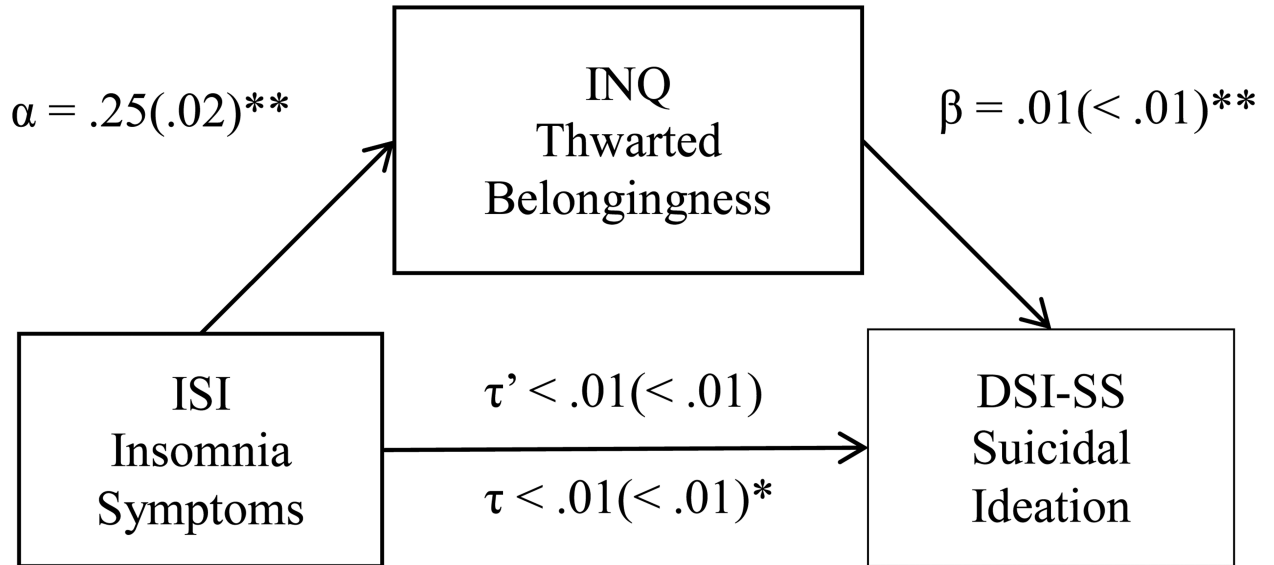 α = .25(.02)**
INQ
Thwarted
Belongingness
β = .01(< .01)**
ISI
Insomnia
Symptoms
τ’ < .01(< .01)
τ < .01(< .01)*
DSI-SS
Suicidal
Ideation